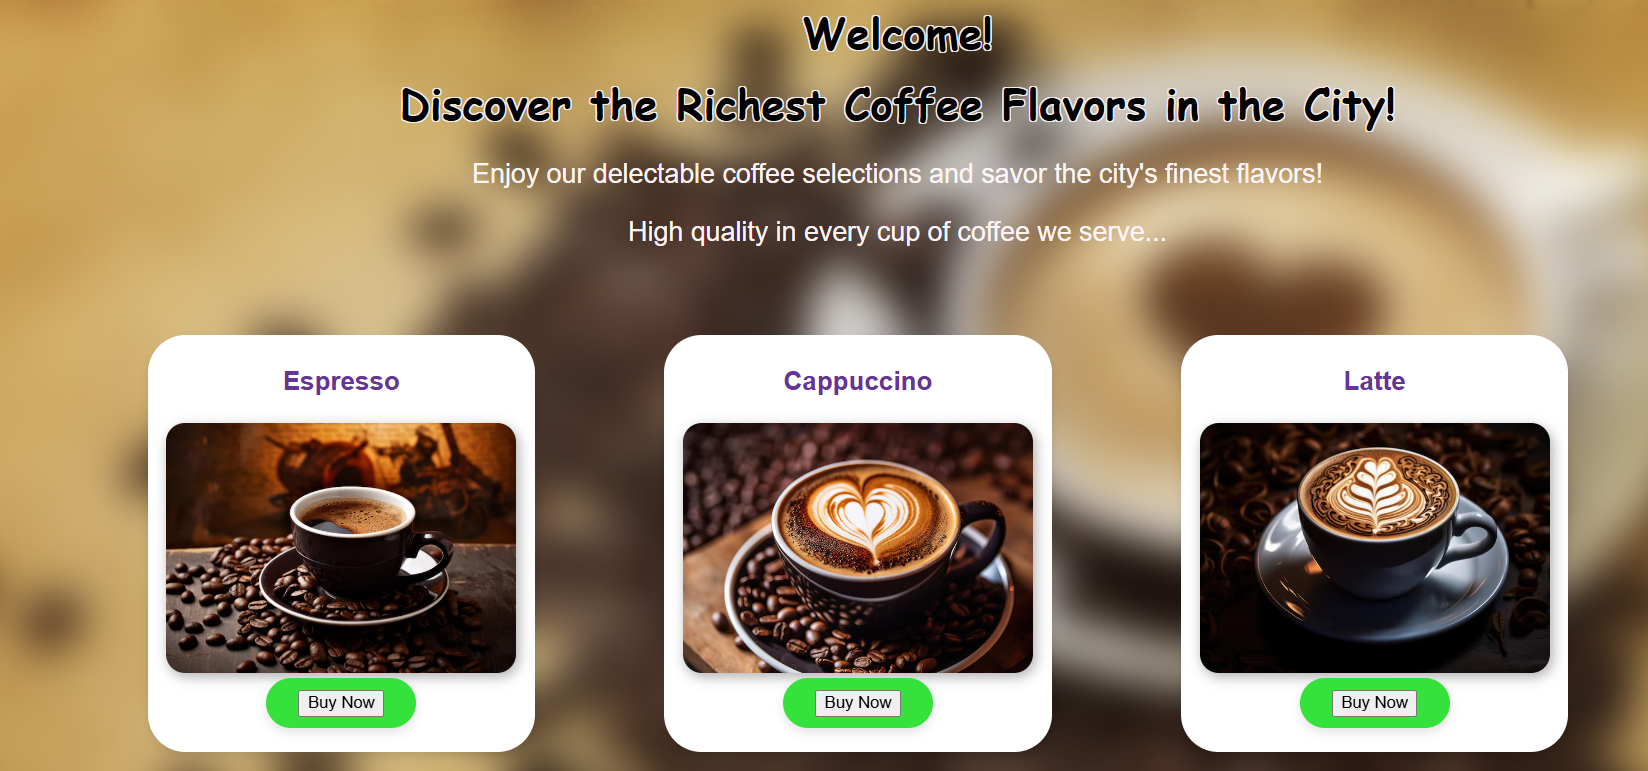 Welcome!
Discover the Richest Coffee Flavors in the City!
Enjoy our delectable coffee selections and savor the city's finest flavors!
High quality in every cup of coffee we serve...
Espresso
Cappuccino
Latte
Buy Now
Buy Now
Buy Now